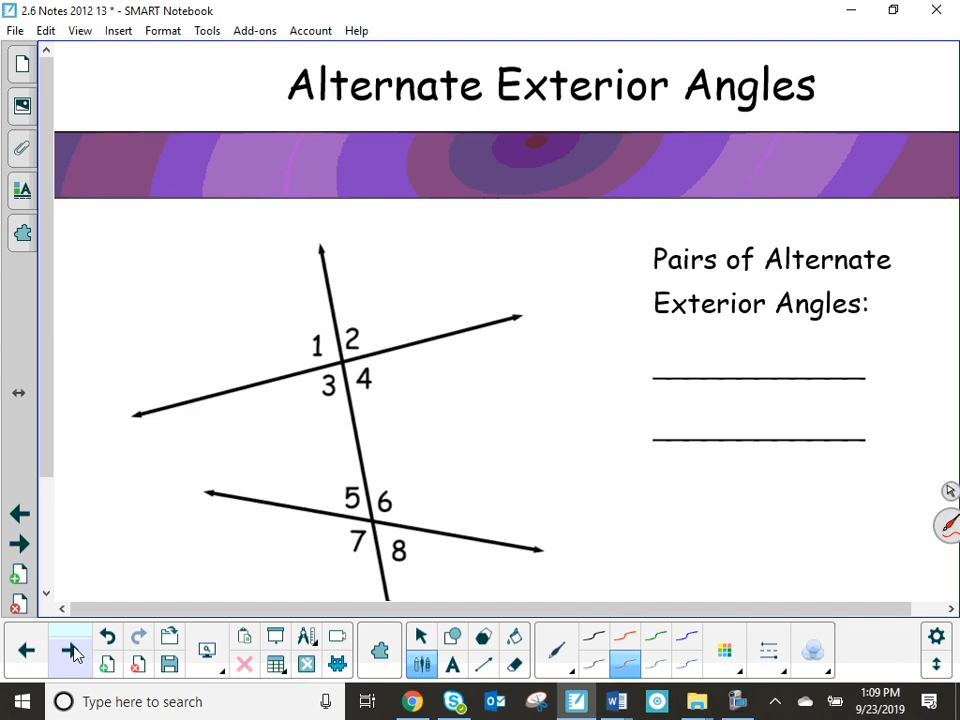 2.6 Notes 2012 13 * - SMART Notebook
File Edit View Insert Format Tools Add-ons Account Help
Alternate Exterior Angles
Pairs of Alternate
Exterior Angles:
1 2
3 4
5 6
7 8
Type here to search
1:09 PM
9/23/2019